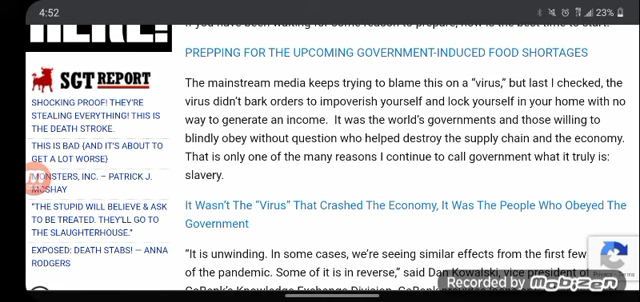 4:52
23%
If you have been waiting for some reason to prepare, now is the best time to start.
HERE!
PREPPING FOR THE UPCOMING GOVERNMENT-INDUCED FOOD SHORTAGES
SGT REPORT
SHOCKING PROOF! THEY'RE
STEALING EVERYTHING! THIS IS
THE DEATH STROKE.
THIS IS BAD (AND IT'S ABOUT TO
GET A LOT WORSE)
MONSTERS, INC. – PATRICK J.
MCSHAY
“THE STUPID WILL BELIEVE & ASK
TO BE TREATED. THEY'LL GO TO
THE SLAUGHTERHOUSE.”
EXPOSED: DEATH STABS! — ANNA
RODGERS
The mainstream media keeps trying to blame this on a “virus,” but last I checked, the
virus didn't bark orders to impoverish yourself and lock yourself in your home with no
way to generate an income. It was the world's governments and those willing to
blindly obey without question who helped destroy the supply chain and the economy.
That is only one of the many reasons I continue to call government what it truly is:
slavery.
It Wasn't The “Virus” That Crashed The Economy, It Was The People Who Obeyed The
Government
“It is unwinding. In some cases, we're seeing similar effects from the first few
of the pandemic. Some of it is in reverse,” said Dan Kowalski, vice president of
CoBank's Knowledge Exchange Division.
Terms
Recorded by mobizen